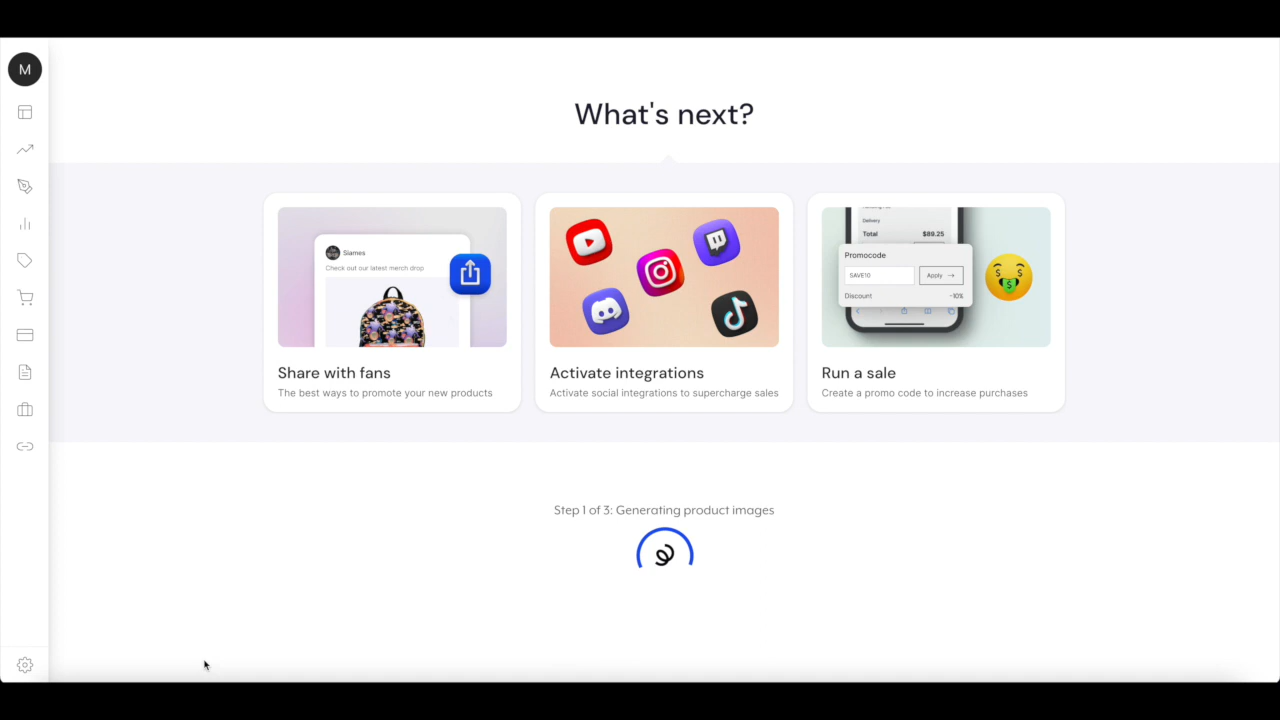 M
What's next?
Siames
Check out our latest merch drop
Delivery
Total $89.25
Promocode
SAVE10 Apply →
Discount -10%
Share with fans
The best ways to promote your new products
Activate integrations
Activate social integrations to supercharge sales
Run a sale
Create a promo code to increase purchases
Step 1 of 3: Generating product images